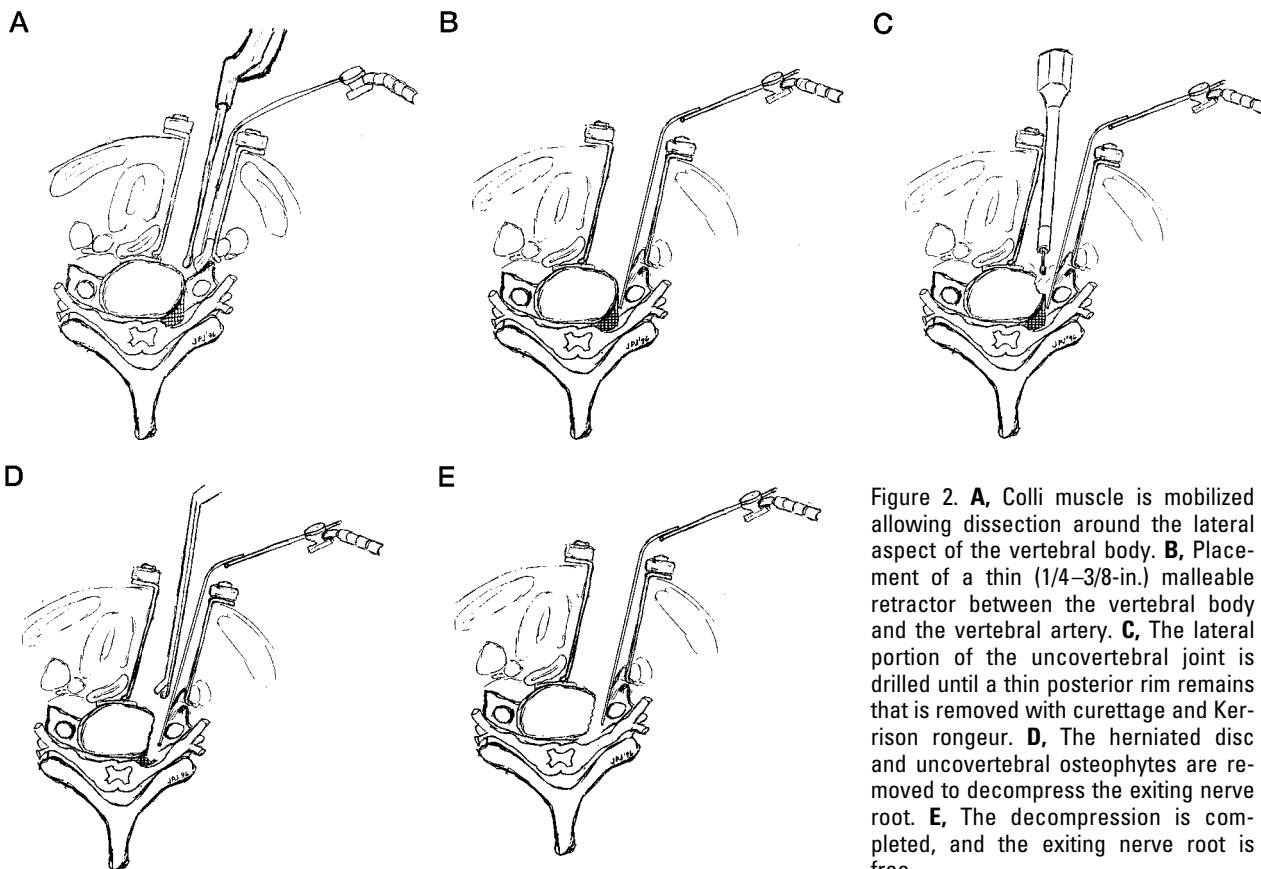 A
B
C
JPJ'96
JPJ'96
JPJ'96
D
E
JPJ'96
JPJ'96
Figure 2. A, Colli muscle is mobilized
allowing dissection around the lateral
aspect of the vertebral body. B, Place-
ment of a thin (1/4–3/8-in.) malleable
retractor between the vertebral body
and the vertebral artery. C, The lateral
portion of the uncovertebral joint is
drilled until a thin posterior rim remains
that is removed with curettage and Ker-
rison rongeur. D, The herniated disc
and uncovertebral osteophytes are re-
moved to decompress the exiting nerve
root. E, The decompression is com-
pleted, and the exiting nerve root is
free